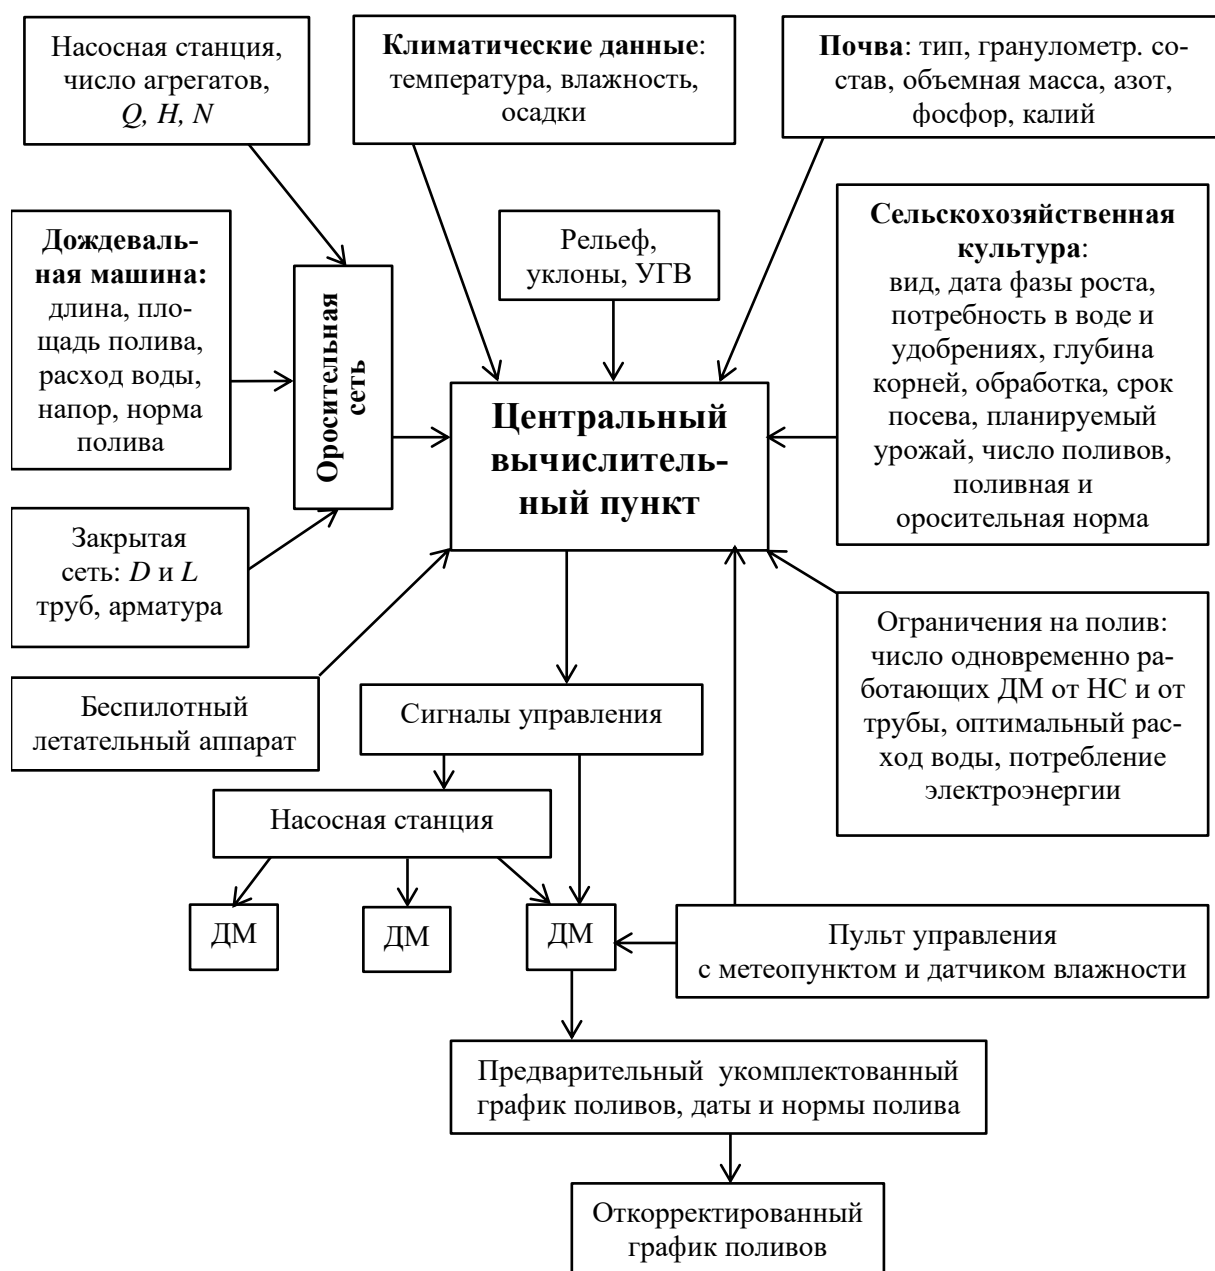 Насосная станция,
число агрегатов,
Q, H, N
Климатические данные:
температура, влажность,
осадки
Почва: тип, гранулометр. со-
став, объемная масса, азот,
фосфор, калий
Дождеваль-
ная машина:
длина, пло-
щадь полива,
расход воды,
напор, норма
полива
Оросительная
сеть
Рельеф,
уклоны, УГВ
Сельскохозяйственная
культура:
вид, дата фазы роста,
потребность в воде и
удобрениях, глубина
корней, обработка, срок
посева, планируемый
урожай, число поливов,
поливная и
оросительная норма
Центральный
вычислитель-
ный пункт
Закрытая
сеть: D и L
труб, арматура
Беспилотный
летательный аппарат
Сигналы управления
Ограничения на полив:
число одновременно ра-
ботающих ДМ от НС и от
трубы, оптимальный рас-
ход воды, потребление
электроэнергии
Насосная станция
ДМ
ДМ
ДМ
Пульт управления
с метеопунктом и датчиком влажности
Предварительный укомплектованный
график поливов, даты и нормы полива
Откорректированный
график поливов